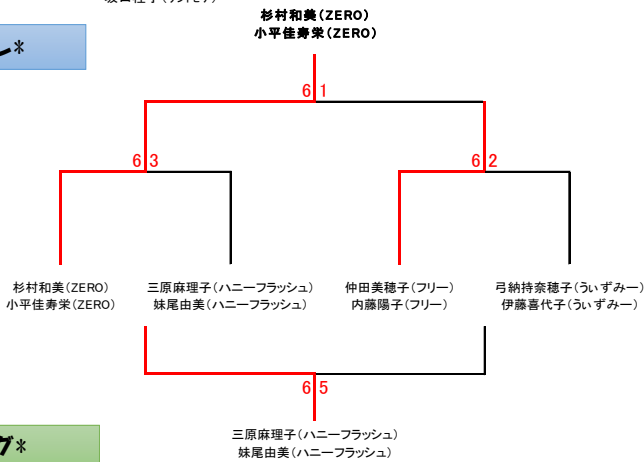 杉村和美(ZERO)
小平佳寿栄(ZERO)
ル*
6 1
6 3
6 2
杉村和美(ZERO)
小平佳寿栄(ZERO)
三原麻理子(ハニーフラッシュ)
妹尾由美(ハニーフラッシュ)
仲田美穂子(フリー)
内藤陽子(フリー)
弓納持奈穂子(うぃずみー)
伊藤喜代子(うぃずみー)
6 5
三原麻理子(ハニーフラッシュ)
妹尾由美(ハニーフラッシュ)
グ*